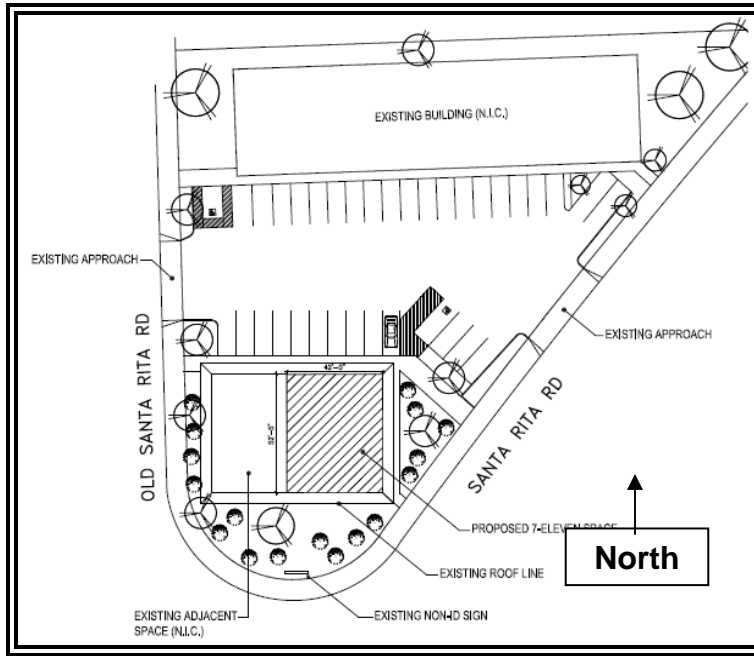 EXISTING BUILDING (N.I.C.)
EXISTING APPROACH
EXISTING APPROACH
OLD SANTA RITA RD
SANTA RITA RD
42'-0"
52'-5"
PROPOSED 7-ELEVEN SPACE
North
EXISTING ROOF LINE
EXISTING ADJACENT
SPACE (N.I.C.)
EXISTING NON-ID SIGN